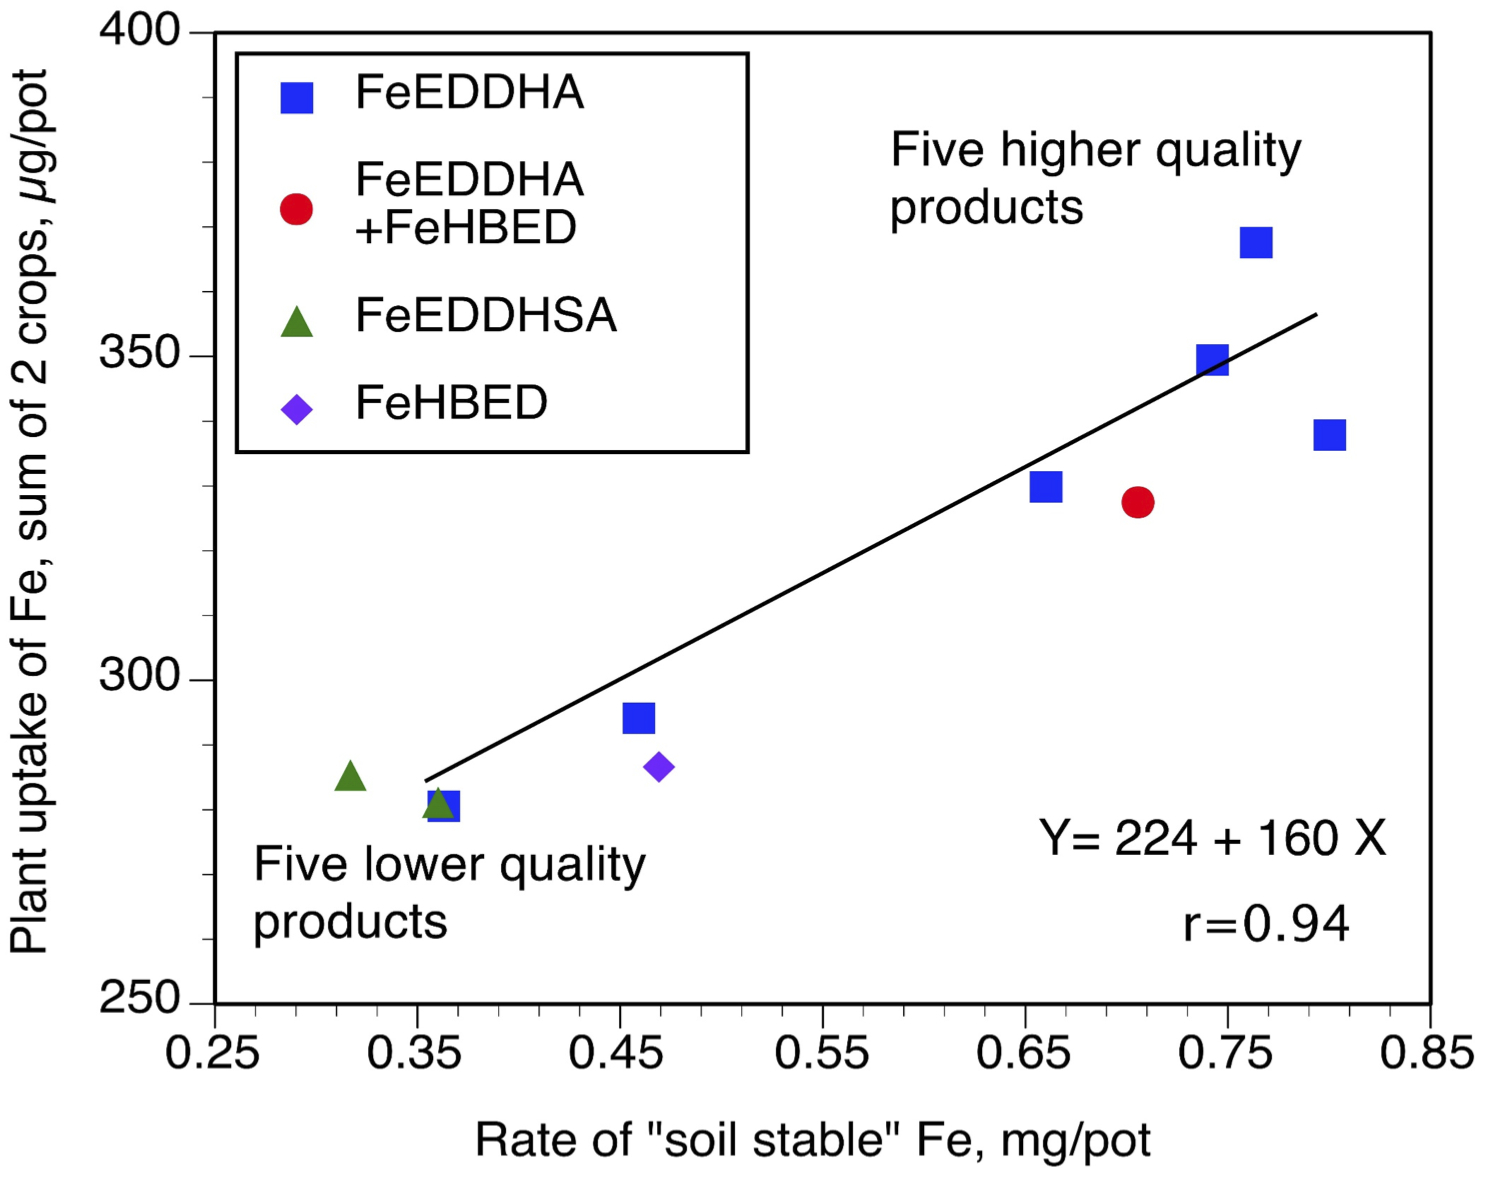 400
350
300
250
Plant uptake of Fe, sum of 2 crops, µg/pot
FeEDDHA
FeEDDHA
+FeHBED
FeEDDHSA
FeHBED
Five higher quality
products
Five lower quality
products
Y= 224 + 160 X
r=0.94
0.25 0.35 0.45 0.55 0.65 0.75 0.85
Rate of "soil stable" Fe, mg/pot